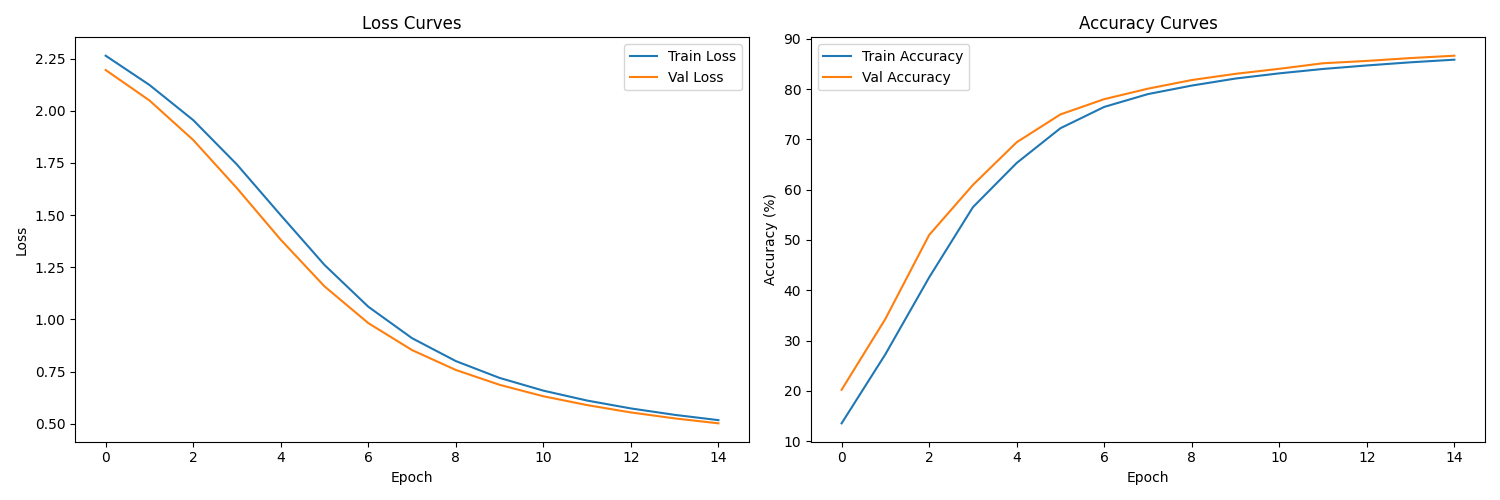 Loss Curves
Loss
2.25
2.00
1.75
1.50
1.25
1.00
0.75
0.50
Train Loss
Val Loss
0 2 4 6 8 10 12 14
Epoch
Accuracy Curves
Accuracy (%)
90
80
70
60
50
40
30
20
10
Train Accuracy
Val Accuracy
0 2 4 6 8 10 12 14
Epoch